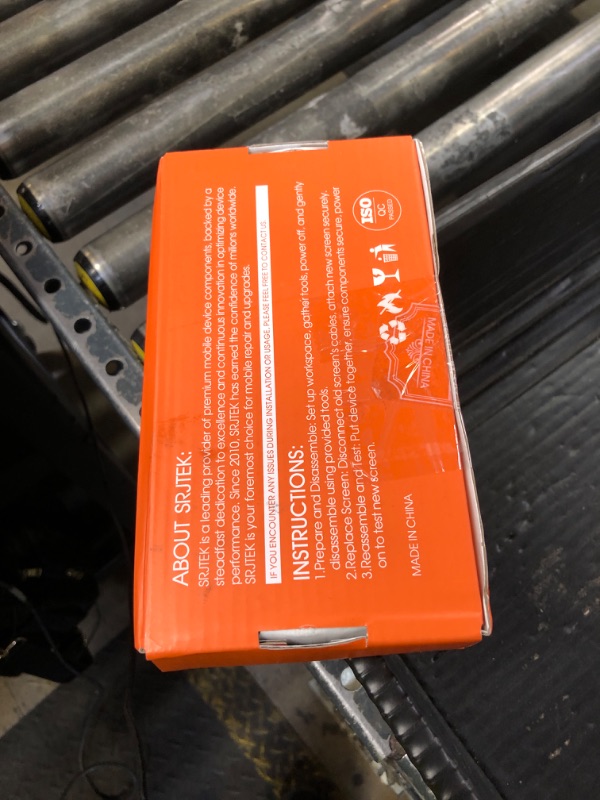 ABOUT SRJTEK:
SRJTEK is a leading provider of premium mobile device components, backed by a
steadfast dedication to excellence and continuous innovation in optimizing device
performance. Since 2010, SRJTEK has earned the confidence of millions worldwide.
SRJTEK is your foremost choice for mobile repair and upgrades.
IF YOU ENCOUNTER ANY ISSUES DURING INSTALLATION OR USAGE, PLEASE FEEL FREE TO CONTACT US.
INSTRUCTIONS:
1.Prepare and Disassemble: Set up workspace, gather tools, power off, and gently
disassemble using provided tools.
2.Replace Screen: Disconnect old screen's cables, attach new screen securely.
3.Reassemble and Test: Put device together, ensure components secure, power
on to test new screen.
MADE IN CHINA
ISO
QC
PASSED
MADE IN CHINA